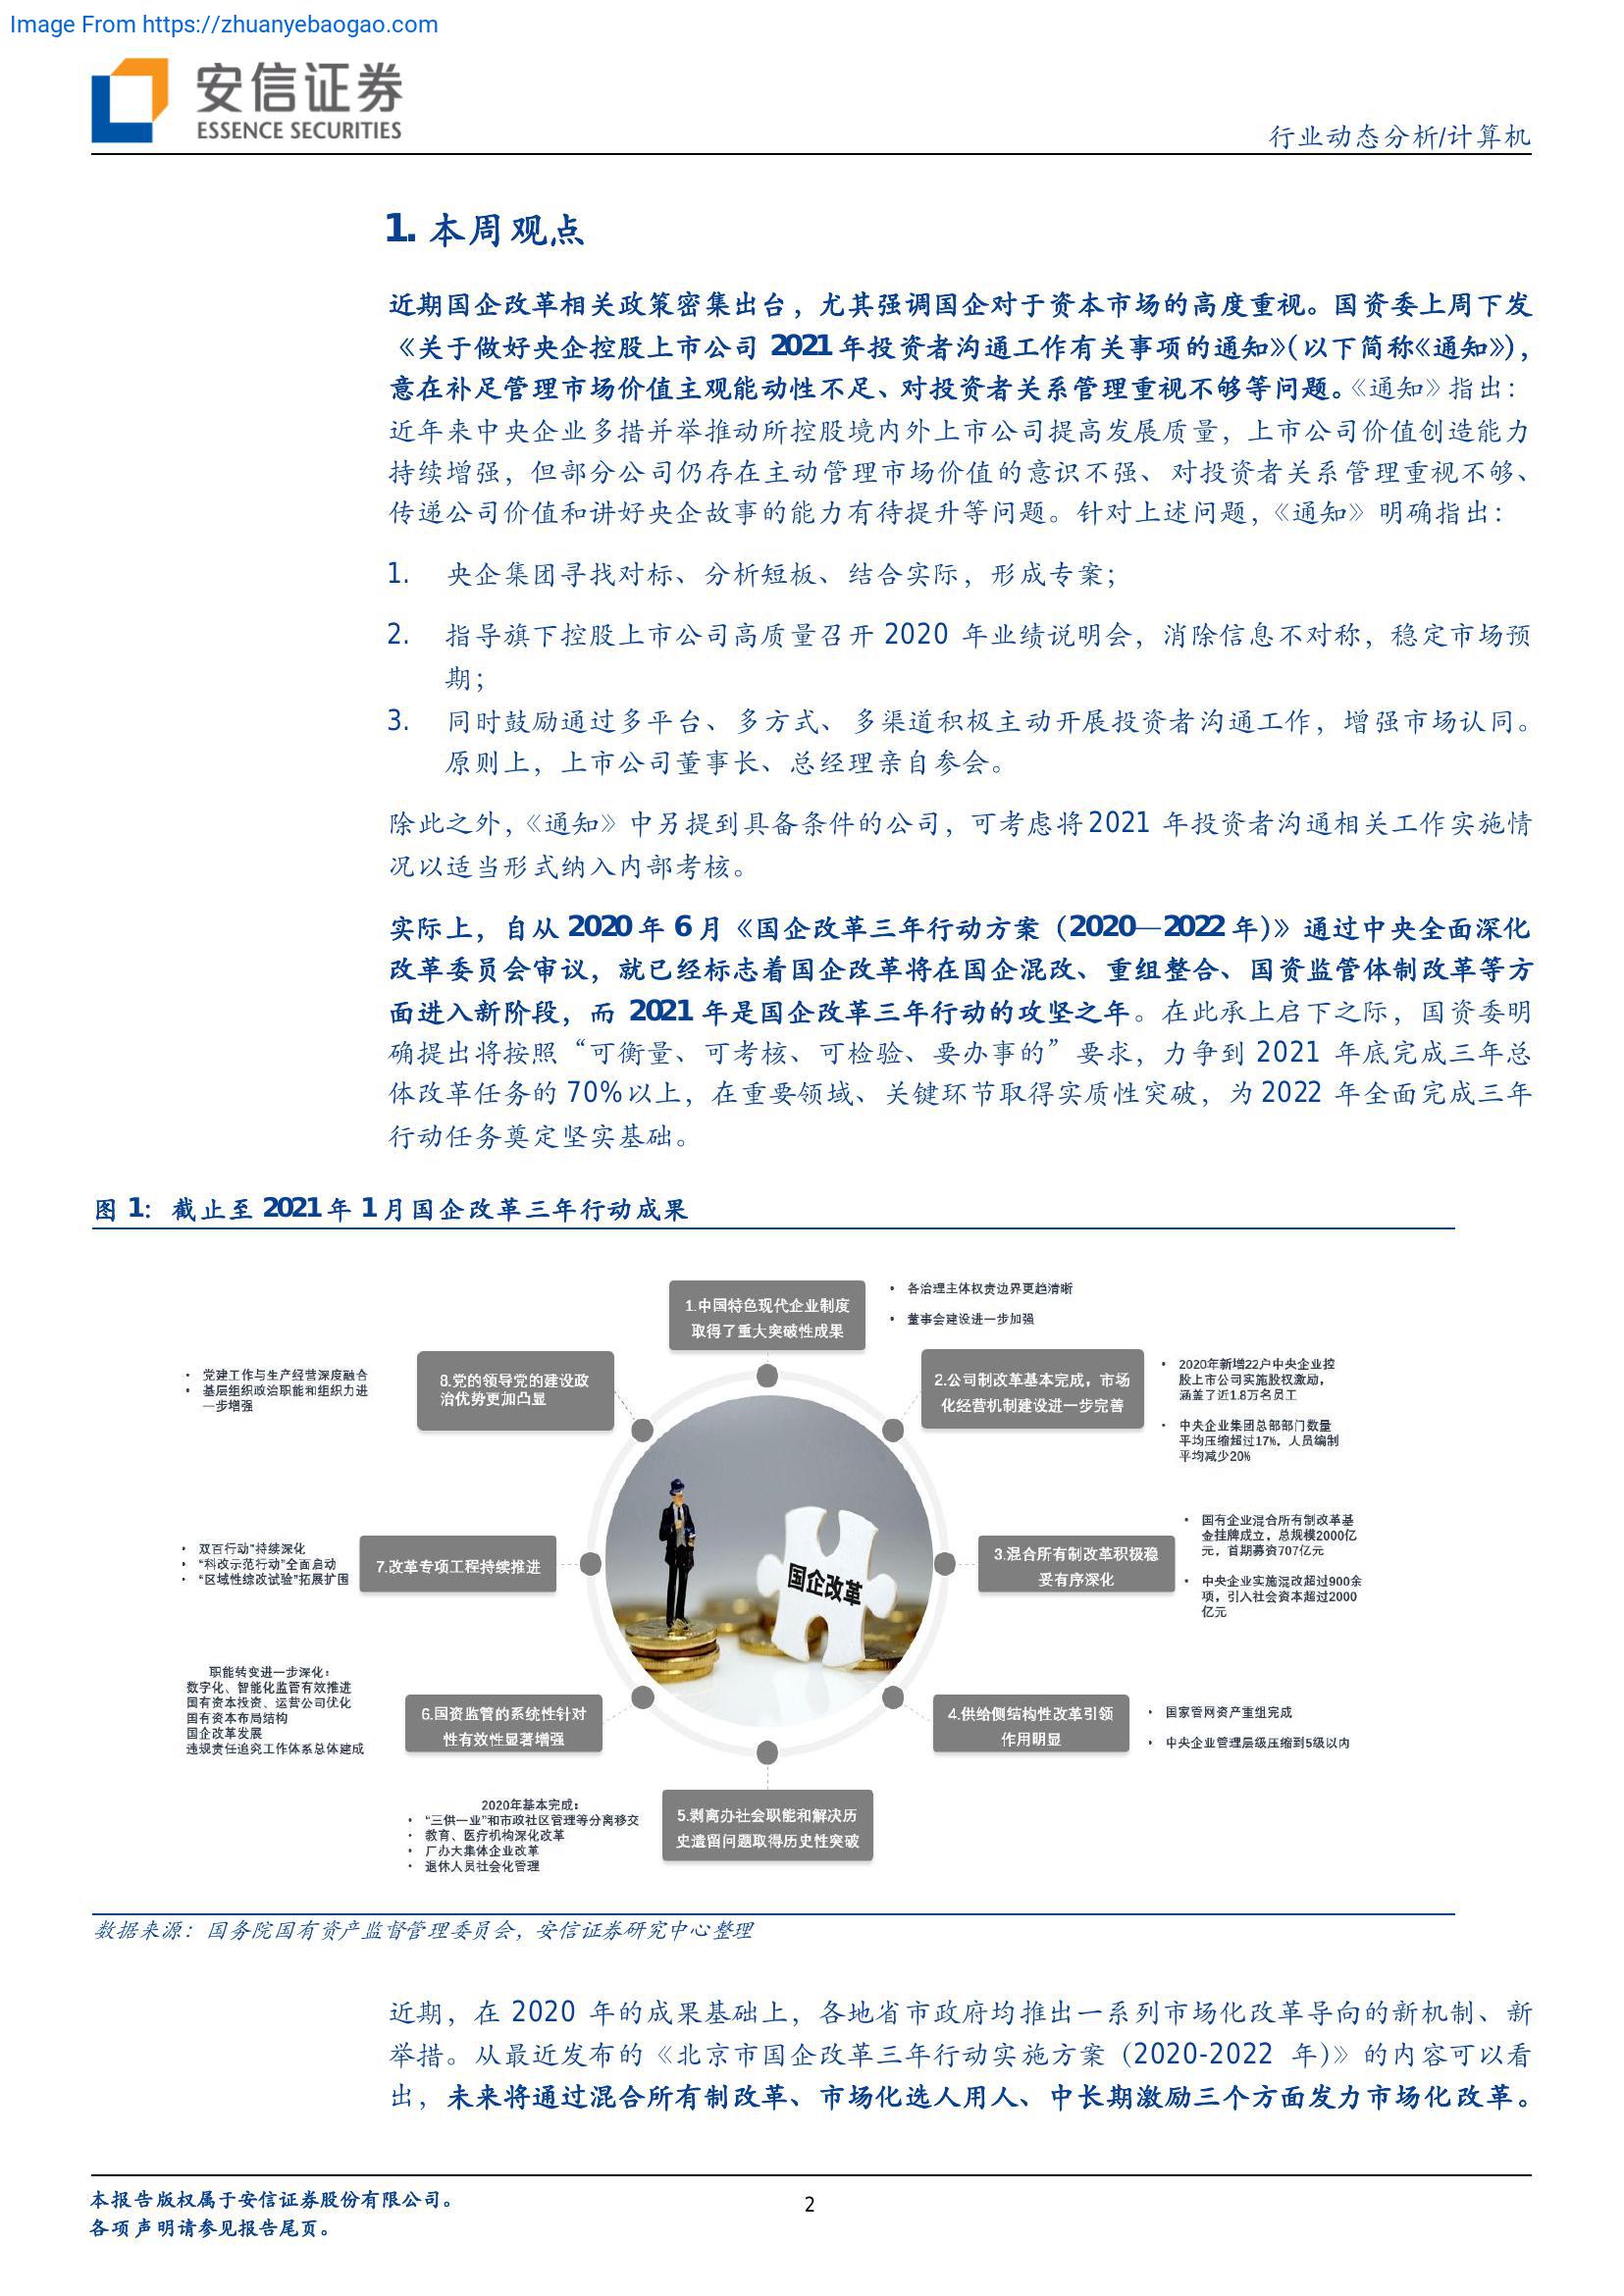 Image From https://zhuanyebaogao.com
安信证券
ESSENCE SECURITIES
行业动态分析/计算机
1. 本周观点
近期国企改革相关政策密集出台，尤其强调国企对于资本市场的高度重视。国资委上周下发
《关于做好央企控股上市公司 2021 年投资者沟通工作有关事项的通知》（以下简称《通知》），
意在补足管理市场价值主观能动性不足、对投资者关系管理重视不够等问题。《通知》指出：
近年来中央企业多措并举推动所控股境内外上市公司提高发展质量，上市公司价值创造能力
持续增强，但部分公司仍存在主动管理市场价值的意识不强、对投资者关系管理重视不够、
传递公司价值和讲好央企故事的能力有待提升等问题。针对上述问题，《通知》明确指出：
1. 央企集团寻找对标、分析短板、结合实际，形成专案；
2. 指导旗下控股上市公司高质量召开 2020 年业绩说明会，消除信息不对称，稳定市场预
期；
3. 同时鼓励通过多平台、多方式、多渠道积极主动开展投资者沟通工作，增强市场认同。
原则上，上市公司董事长、总经理亲自参会。
除此之外，《通知》中另提到具备条件的公司，可考虑将 2021 年投资者沟通相关工作实施情
况以适当形式纳入内部考核。
实际上，自从 2020 年 6 月《国企改革三年行动方案（2020—2022 年）》通过中央全面深化
改革委员会审议，就已经标志着国企改革将在国企混改、重组整合、国资监管体制改革等方
面进入新阶段，而 2021 年是国企改革三年行动的攻坚之年。在此承上启下之际，国资委明
确提出将按照“可衡量、可考核、可检验、要办事的”要求，力争到 2021 年底完成三年总
体改革任务的 70%以上，在重要领域、关键环节取得实质性突破，为 2022 年全面完成三年
行动任务奠定坚实基础。
图 1：截止至 2021 年 1 月国企改革三年行动成果
1.中国特色现代企业制度
取得了重大突破性成果
• 各治理主体权责边界更趋清晰
• 董事会建设进一步加强
2.公司制改革基本完成，市场
化经营机制建设进一步完善
• 2020年新增22户中央企业控
股上市公司实施股权激励，
涵盖了近1.8万名员工
• 中央企业集团总部部门数量
平均压缩超过17%，人员编制
平均减少20%
3.混合所有制改革积极稳
妥有序深化
• 国有企业混合所有制改革基
金挂牌成立，总规模2000亿
元，首期募资707亿元
• 中央企业实施混改超过900余
项，引入社会资本超过2000
亿元
4.供给侧结构性改革引领
作用明显
• 国家管网资产重组完成
• 中央企业管理层级压缩到5级以内
5.剥离办社会职能和解决历
史遗留问题取得历史性突破
2020年基本完成：
• “三供一业”和市政社区管理等分离移交
• 教育、医疗机构深化改革
• 厂办大集体企业改革
• 退休人员社会化管理
6.国资监管的系统性针对
性有效性显著增强
职能转变进一步深化：
数字化、智能化监管有效推进
国有资本投资、运营公司优化
国有资本布局结构
国企改革发展
违规责任追究工作体系总体建成
7.改革专项工程持续推进
• 双百行动”持续深化
• “科改示范行动”全面启动
• “区域性综改试验”拓展扩围
8.党的领导党的建设政
治优势更加凸显
• 党建工作与生产经营深度融合
• 基层组织政治职能和组织力进
一步增强
国企改革
数据来源：国务院国有资产监督管理委员会，安信证券研究中心整理
近期，在 2020 年的成果基础上，各地省市政府均推出一系列市场化改革导向的新机制、新
举措。从最近发布的《北京市国企改革三年行动实施方案（2020-2022 年）》的内容可以看
出，未来将通过混合所有制改革、市场化选人用人、中长期激励三个方面发力市场化改革。
本报告版权属于安信证券股份有限公司。
各项声明请参见报告尾页。
2